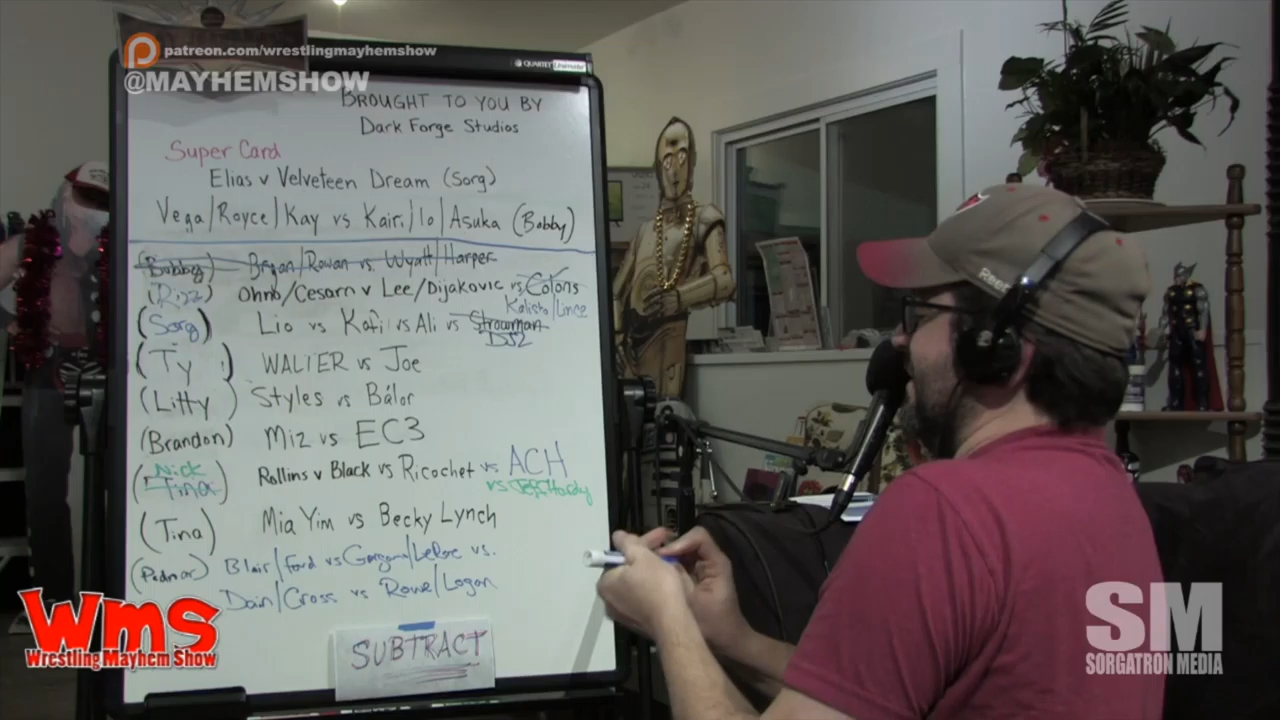 patreon.com/wrestlingmayhemshow
@MAYHEMSHOW
QUARTET
BROUGHT TO YOU BY
Dark Forge Studios
Super Card
Elias v Velveteen Dream (Sorg)
Vega/Royce/Kay vs Kairi/Io/Asuka (Bobby)
(Bobby) Bryan/Rowan vs. Wyatt/Harper
(Rizz) Ohno/Cesarn v Lee/Dijakovic vs Colons
Kalisto/Lince
(Sorg) Lio vs Kofi vs Ali vs Strowman
DJZ
(Ty) WALTER vs Joe
(Litty) Styles vs Bálor
(Brandon) Miz vs EC3
Nick
(Tina) Rollins v Black vs Ricochet vs ACH
vs Jeff Hardy
(Tina) Mia Yim vs Becky Lynch
Blair/Ford vs Gargano/LeRae vs.
Dain/Cross vs Rowe/Logan
SUBTRACT
WMS
Wrestling Mayhem Show
SM
SORGATRON MEDIA